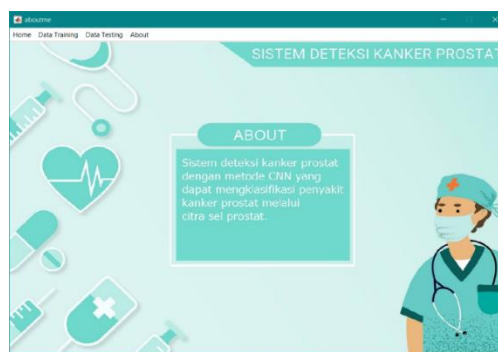 aboutme
Home Data Training Data Testing About
SISTEM DETEKSI KANKER PROSTAT
ABOUT
Sistem deteksi kanker prostat
dengan metode CNN yang
dapat mengklasifikasi penyakit
kanker prostat melalui
citra sel prostat.